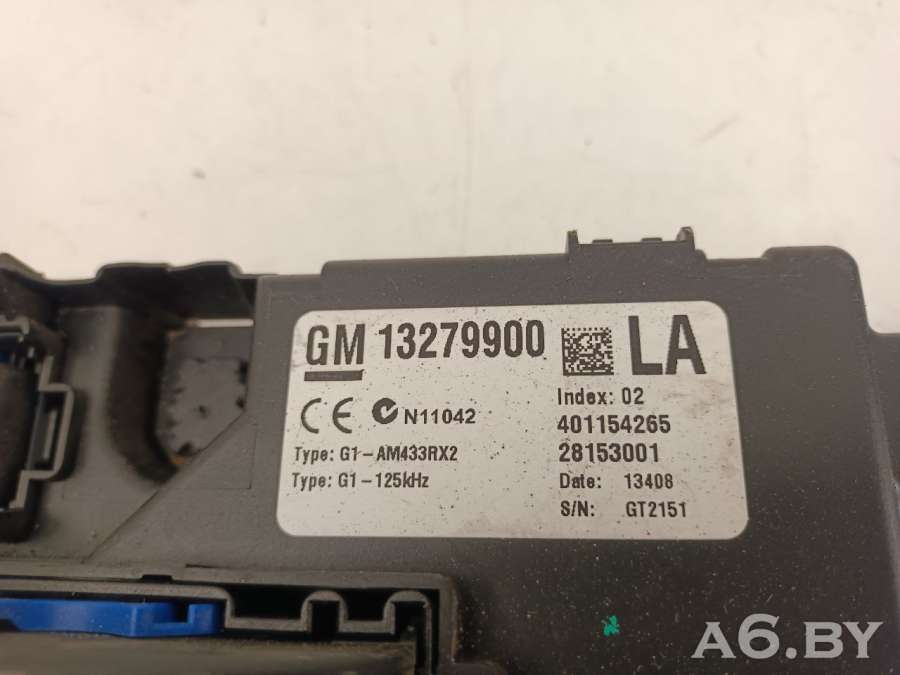 GM 13279900 LA
Index: 02
CE N11042
401154265
Type: G1-AM433RX2
28153001
Type: G1-125kHz
Date: 13408
S/N: GT2151
A6.BY